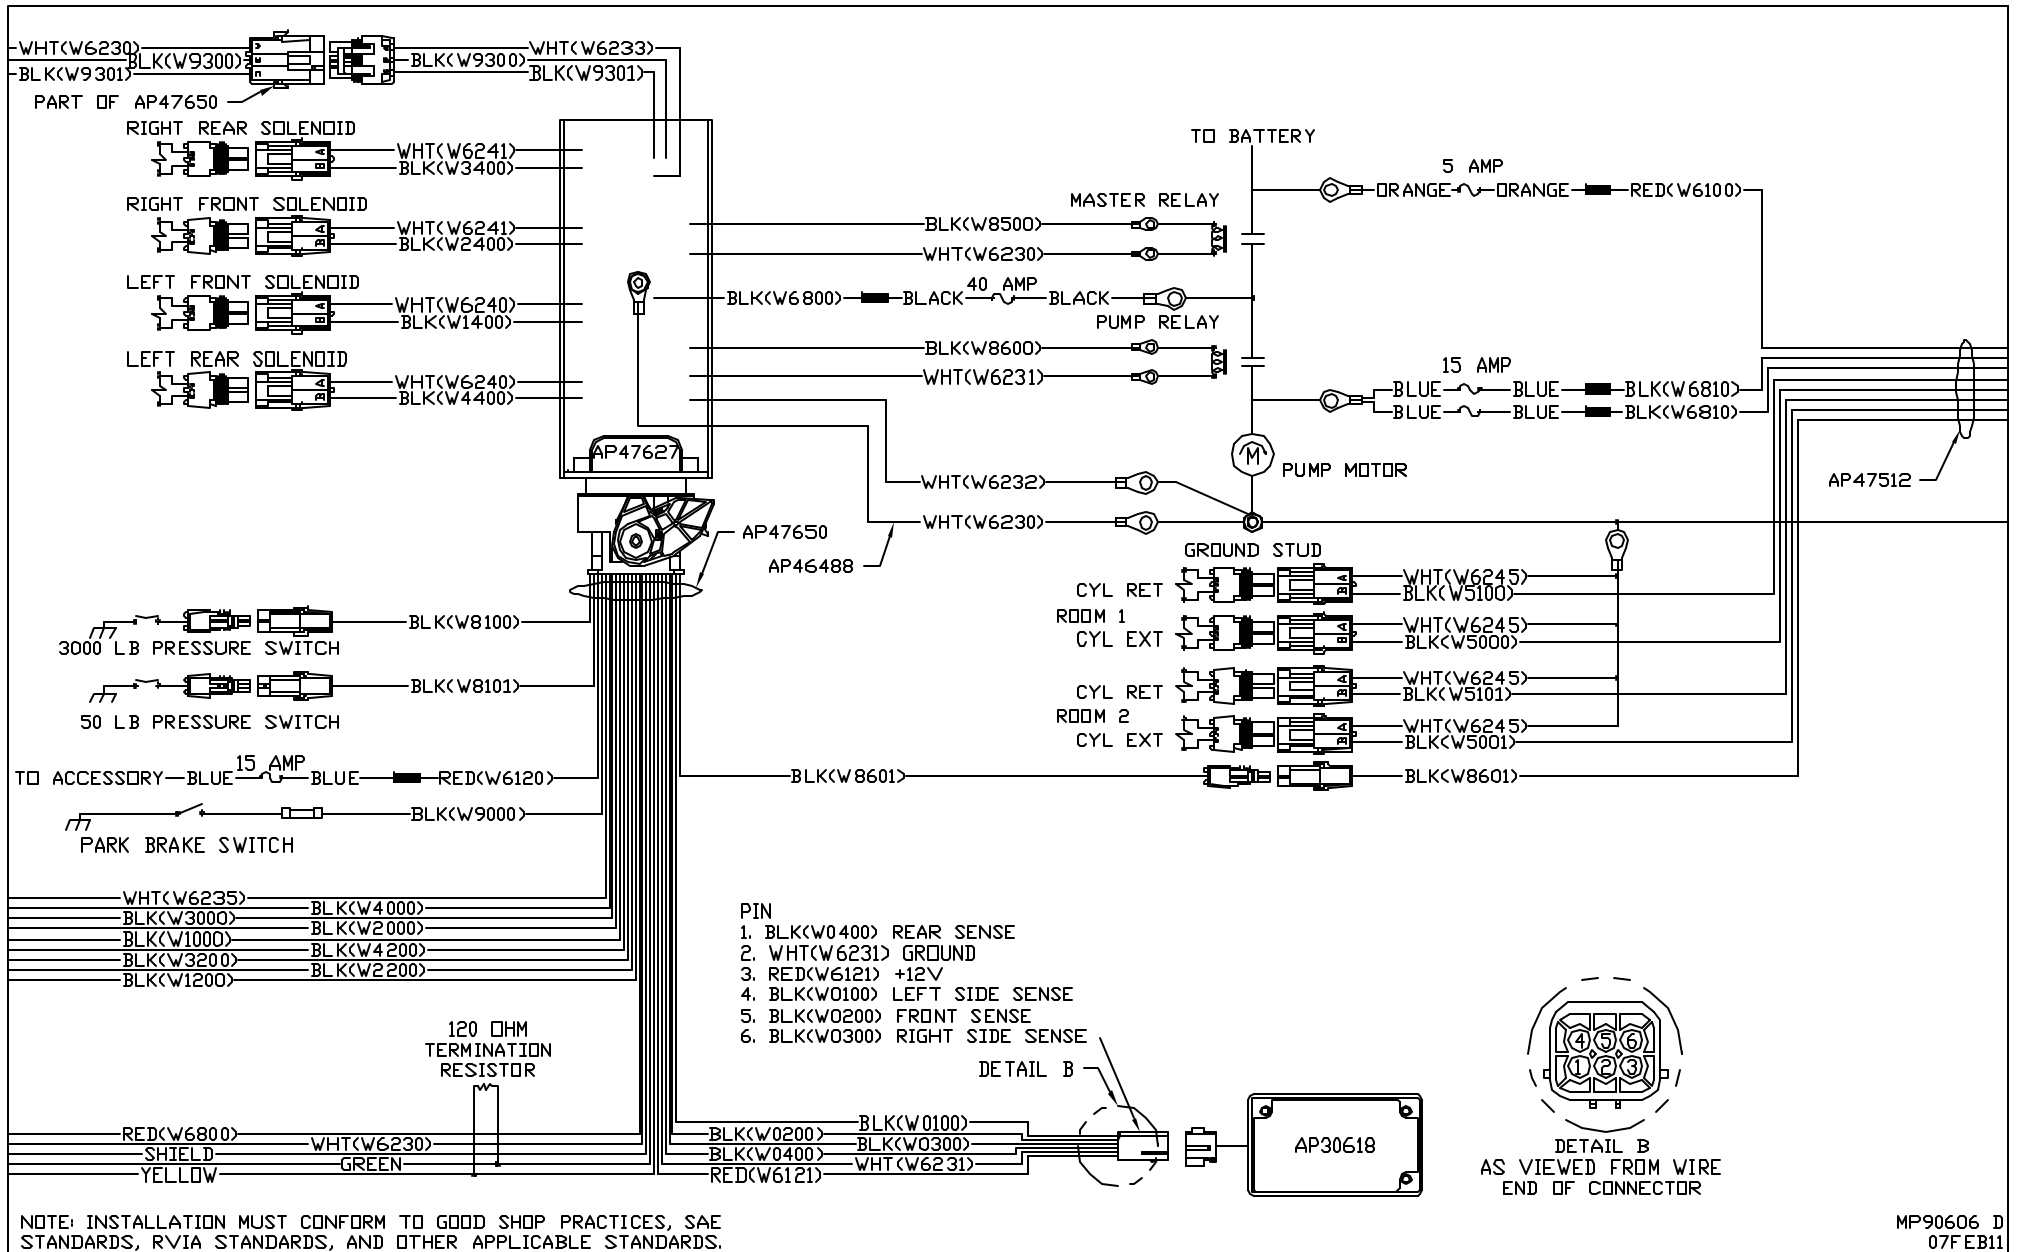 WHT(W6230)
BLK(W9300)
BLK(W9301)
WHT(W6233)
BLK(W9300)
BLK(W9301)
PART OF AP47650
RIGHT REAR SOLENOID
A
B
WHT(W6241)
BLK(W3400)
RIGHT FRONT SOLENOID
A
B
WHT(W6241)
BLK(W2400)
LEFT FRONT SOLENOID
A
B
WHT(W6240)
BLK(W1400)
LEFT REAR SOLENOID
A
B
WHT(W6240)
BLK(W4400)
AP47627
TO BATTERY
5 AMP
ORANGE
ORANGE
RED(W6100)
MASTER RELAY
BLK(W8500)
WHT(W6230)
40 AMP
BLK(W6800)
BLACK
BLACK
PUMP RELAY
BLK(W8600)
WHT(W6231)
15 AMP
BLUE
BLUE
BLK(W6810)
BLUE
BLUE
BLK(W6810)
M
PUMP MOTOR
AP47512
WHT(W6232)
WHT(W6230)
AP47650
AP46488
GROUND STUD
CYL RET
A
B
WHT(W6245)
BLK(W5100)
ROOM 1
CYL EXT
A
B
WHT(W6245)
BLK(W5000)
CYL RET
A
B
WHT(W6245)
BLK(W5101)
ROOM 2
CYL EXT
A
B
WHT(W6245)
BLK(W5001)
BLK(W8601)
BLK(W8601)
BLK(W8100)
3000 LB PRESSURE SWITCH
BLK(W8101)
50 LB PRESSURE SWITCH
15 AMP
TO ACCESSORY
BLUE
BLUE
RED(W6120)
BLK(W9000)
PARK BRAKE SWITCH
WHT(W6235)
BLK(W4000)
BLK(W3000)
BLK(W2000)
BLK(W1000)
BLK(W4200)
BLK(W3200)
BLK(W2200)
BLK(W1200)
PIN
1. BLK(W0400) REAR SENSE
2. WHT(W6231) GROUND
3. RED(W6121) +12V
4. BLK(W0100) LEFT SIDE SENSE
5. BLK(W0200) FRONT SENSE
6. BLK(W0300) RIGHT SIDE SENSE
DETAIL B
120 OHM
TERMINATION
RESISTOR
RED(W6800)
WHT(W6230)
SHIELD
GREEN
YELLOW
BLK(W0100)
BLK(W0200)
BLK(W0300)
BLK(W0400)
WHT(W6231)
RED(W6121)
AP30618
4 5 6
1 2 3
DETAIL B
AS VIEWED FROM WIRE
END OF CONNECTOR
NOTE: INSTALLATION MUST CONFORM TO GOOD SHOP PRACTICES, SAE
STANDARDS, RVIA STANDARDS, AND OTHER APPLICABLE STANDARDS.
MP90606 D
07FEB11